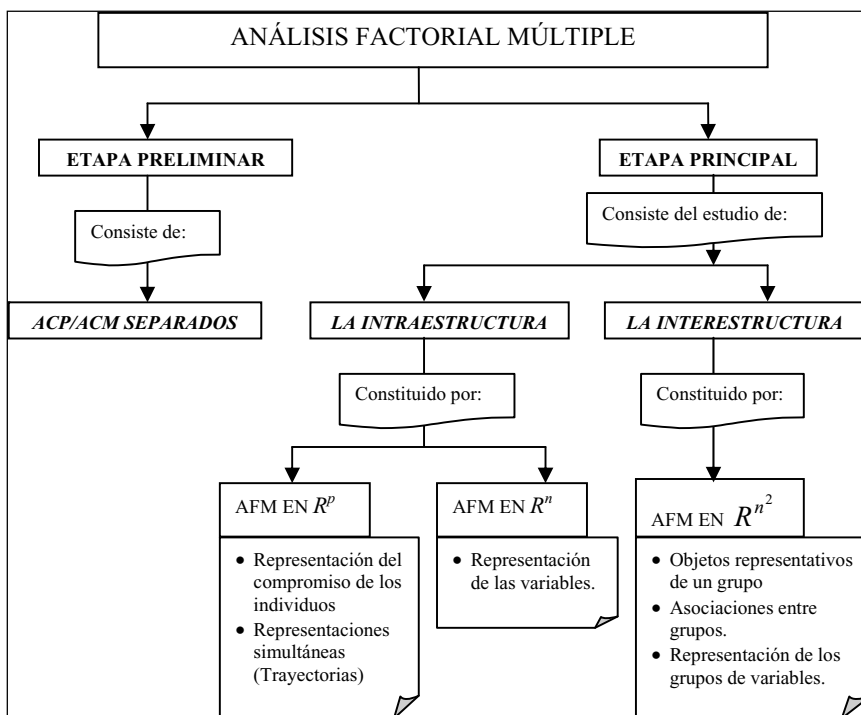 ANÁLISIS FACTORIAL MÚLTIPLE
ETAPA PRELIMINAR
ETAPA PRINCIPAL
Consiste de:
Consiste del estudio de:
ACP/ACM SEPARADOS
LA INTRAESTRUCTURA
LA INTERESTRUCTURA
Constituido por:
Constituido por:
AFM EN R^p
• Representación del
compromiso de los
individuos
• Representaciones
simultáneas
(Trayectorias)
AFM EN R^n
• Representación
de las variables.
AFM EN R^{n^2}
• Objetos representativos
de un grupo
• Asociaciones entre
grupos.
• Representación de los
grupos de variables.